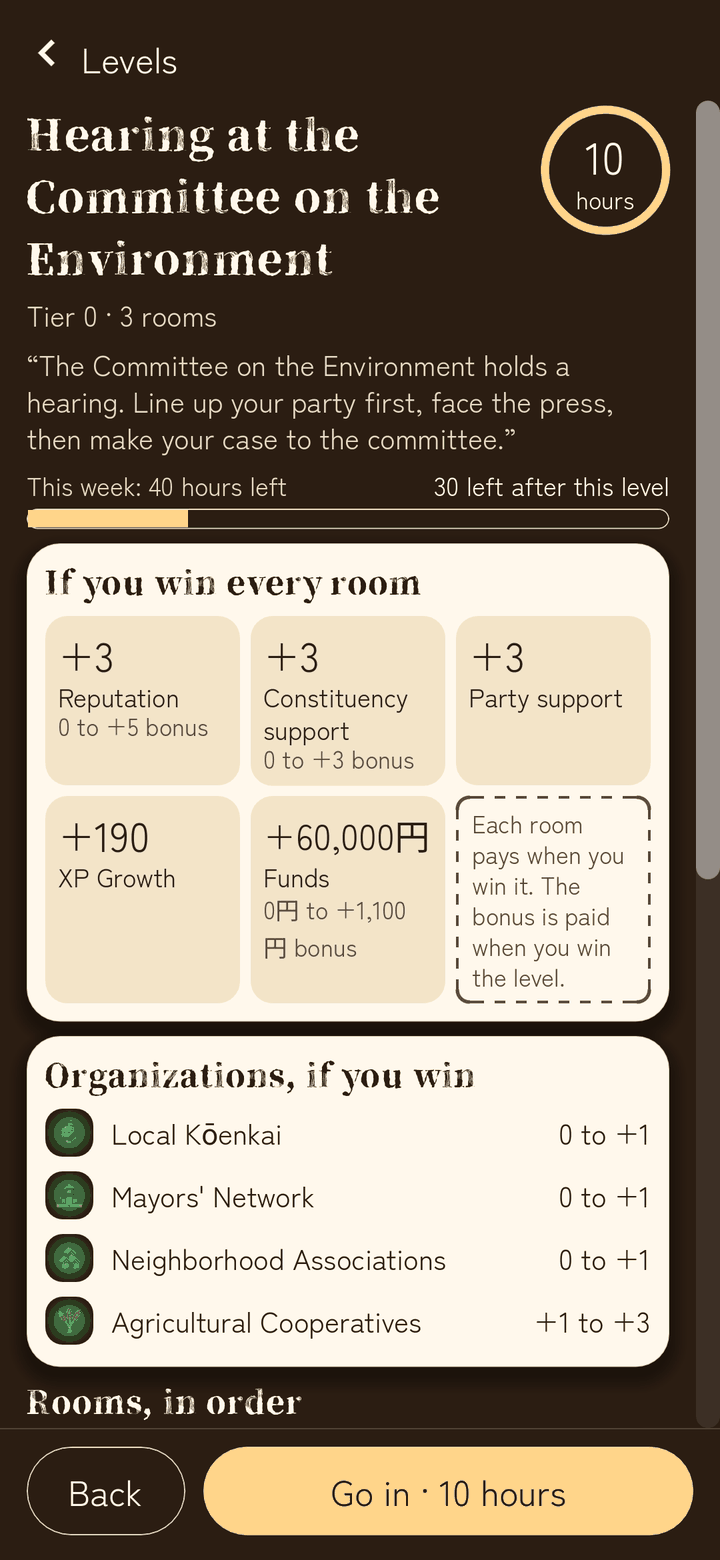 Levels
Hearing at the
Committee on the
Environment
10
hours
Tier 0 · 3 rooms
“The Committee on the Environment holds a
hearing. Line up your party first, face the press,
then make your case to the committee.”
This week: 40 hours left
30 left after this level
If you win every room
+3
Reputation
0 to +5 bonus
+3
Constituency
support
0 to +3 bonus
+3
Party support
+190
XP Growth
+60,000円
Funds
0円 to +1,100
円 bonus
Each room
pays when you
win it. The
bonus is paid
when you win
the level.
Organizations, if you win
Local Kōenkai
0 to +1
Mayors' Network
0 to +1
Neighborhood Associations
0 to +1
Agricultural Cooperatives
+1 to +3
Rooms, in order
Back
Go in · 10 hours